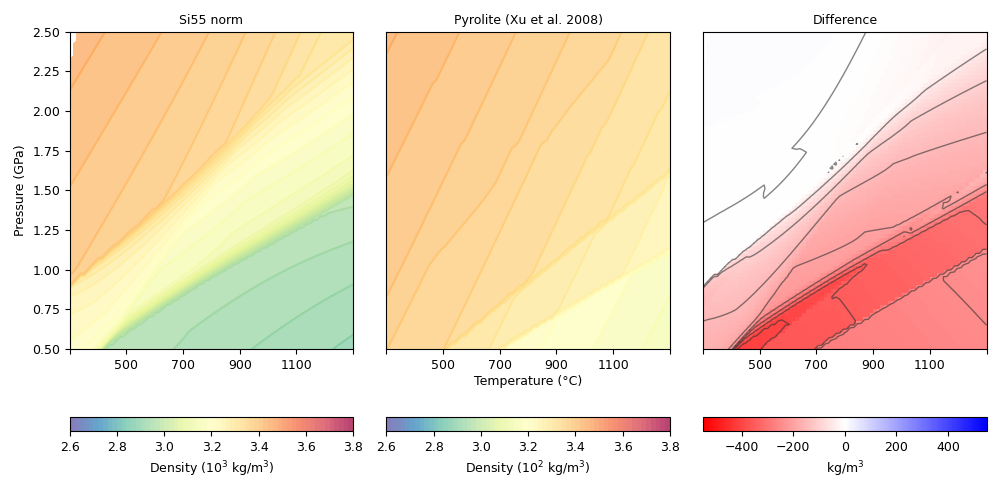 Si55 norm
Pyrolite (Xu et al. 2008)
Difference
2.50
2.25
2.00
1.75
1.50
1.25
1.00
0.75
0.50
Pressure (GPa)
500 700 900 1100
500 700 900 1100
500 700 900 1100
Temperature (°C)
2.6 2.8 3.0 3.2 3.4 3.6 3.8
2.6 2.8 3.0 3.2 3.4 3.6 3.8
−400 −200 0 200 400
Density (10³ kg/m³)
Density (10² kg/m³)
kg/m³